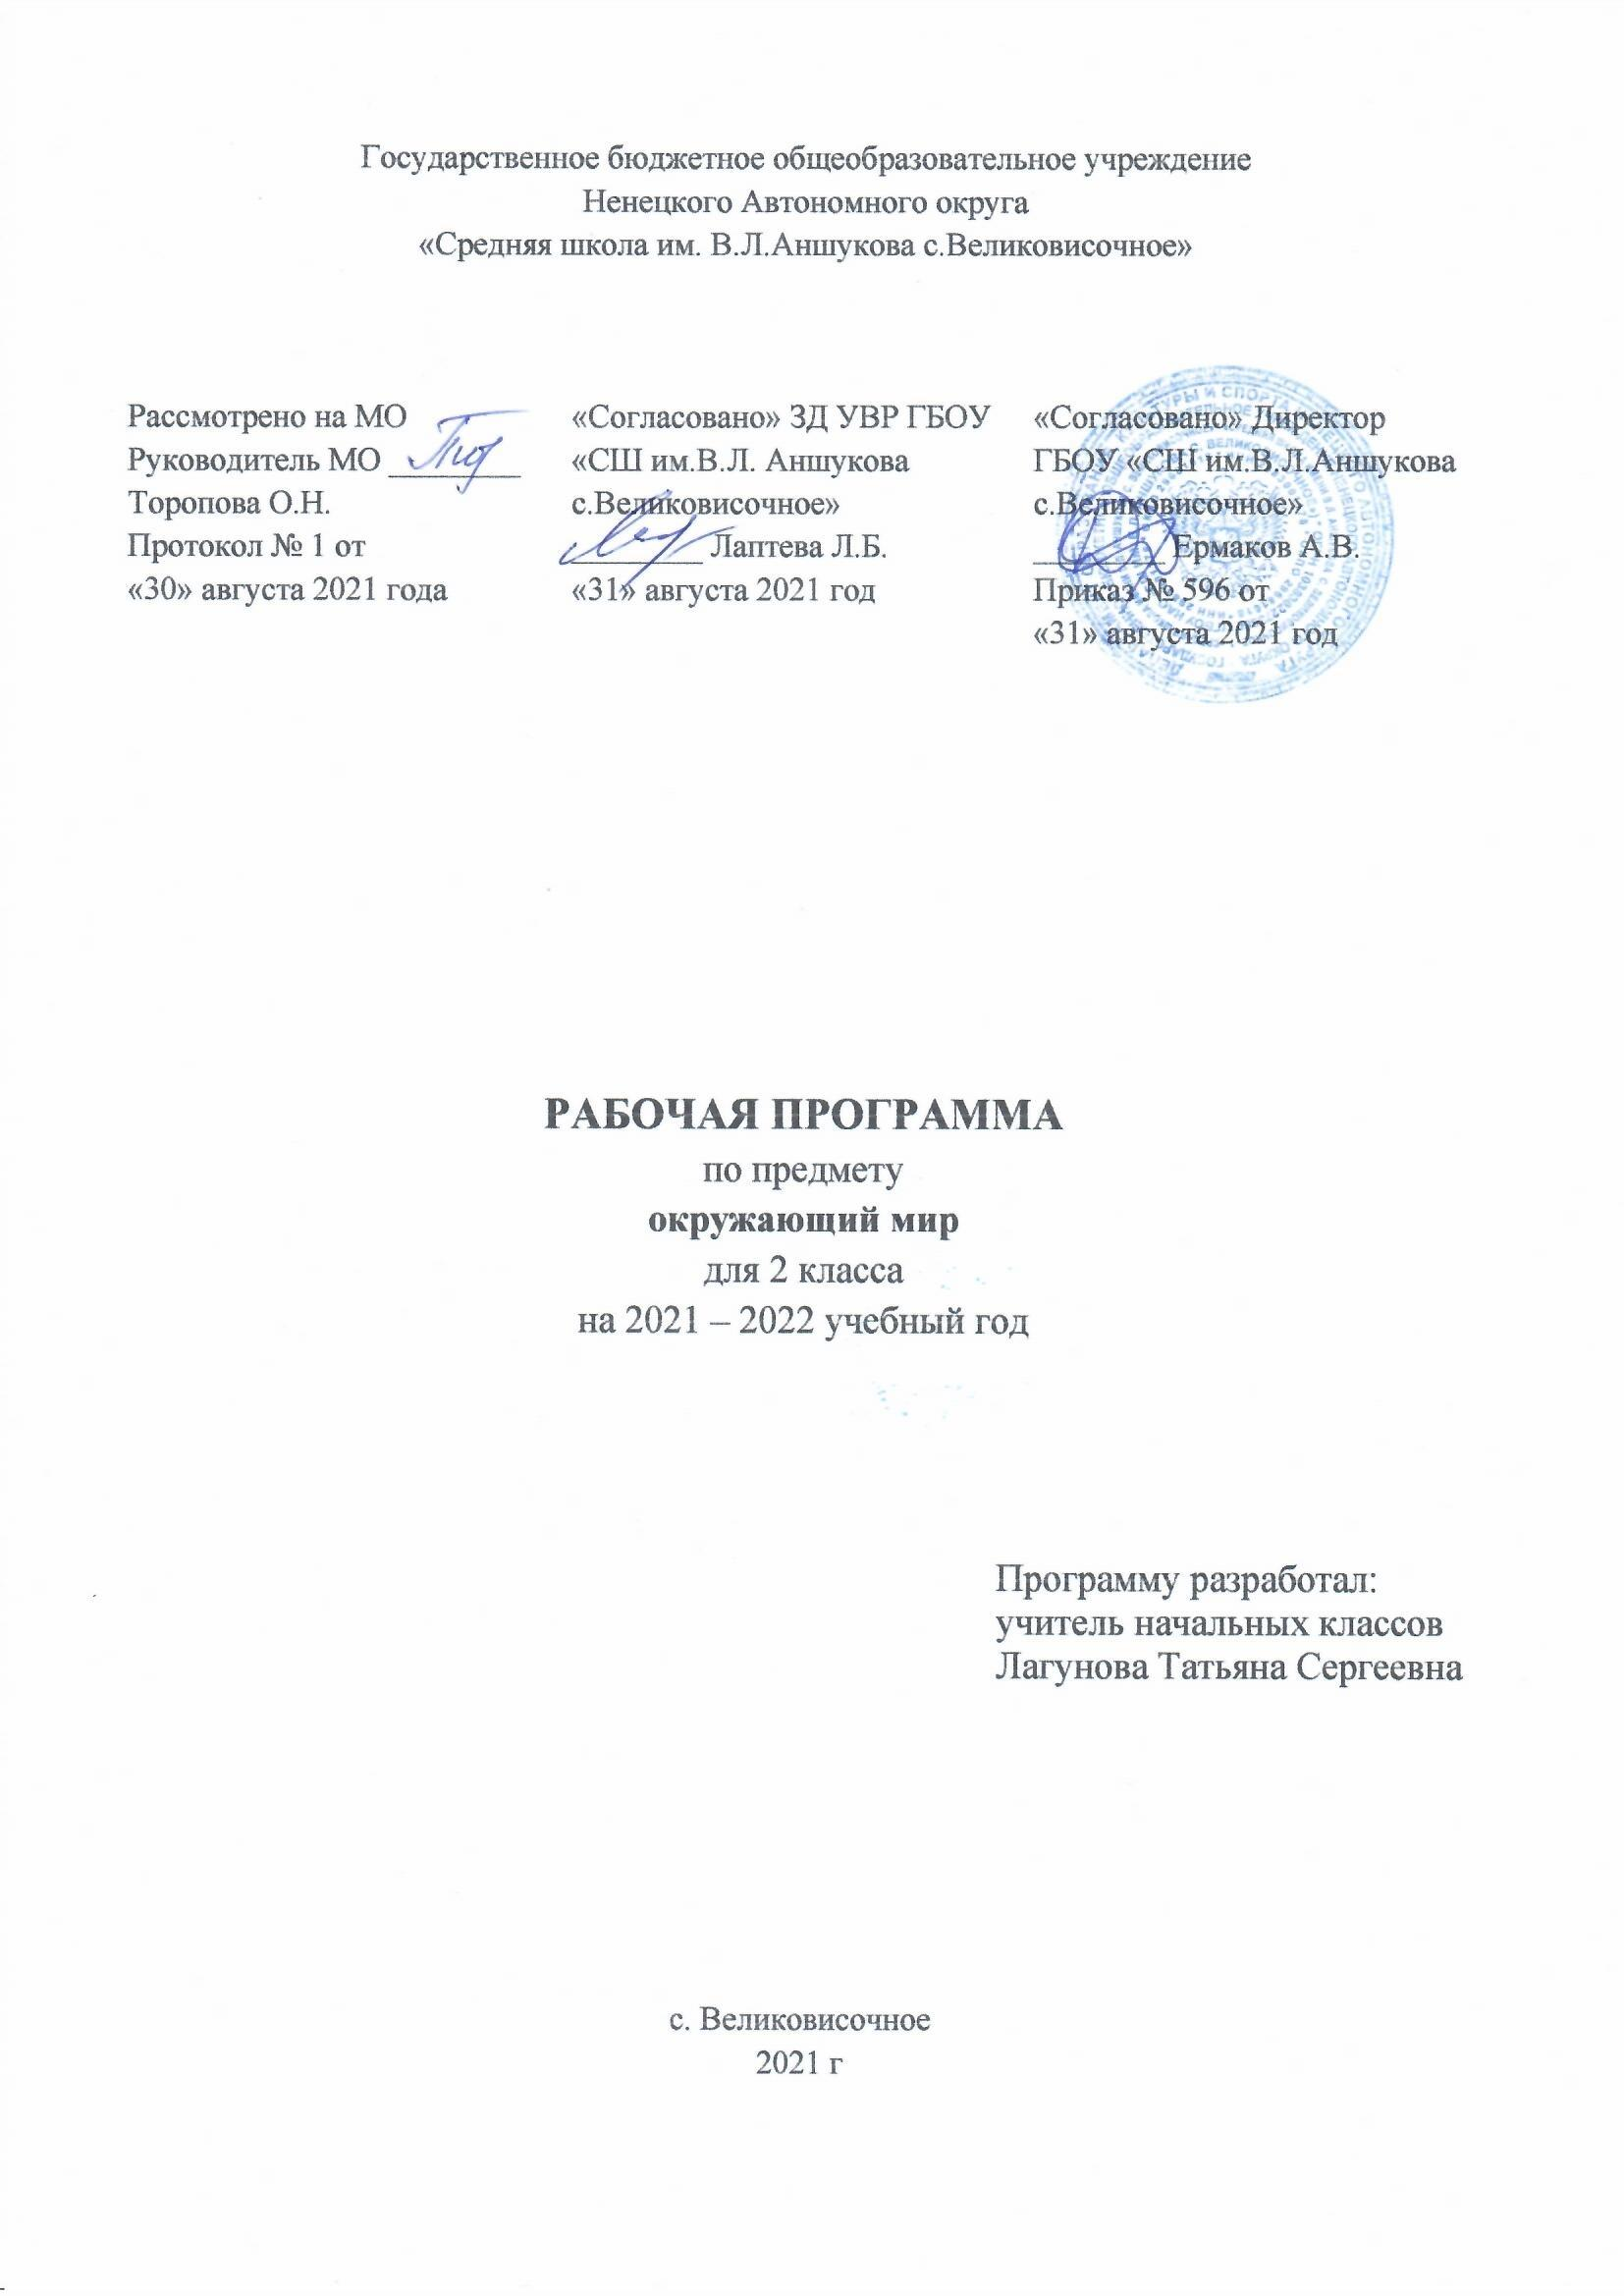 Государственное бюджетное общеобразовательное учреждение
Ненецкого Автономного округа
«Средняя школа им. В.Л.Аншукова с.Великовисочное»
Рассмотрено на МО
Руководитель МО ________
Торопова О.Н.
Протокол № 1 от
«30» августа 2021 года
«Согласовано» ЗД УВР ГБОУ
«СШ им.В.Л. Аншукова
с.Великовисочное»
________ Лаптева Л.Б.
«31» августа 2021 год
«Согласовано» Директор
ГБОУ «СШ им.В.Л.Аншукова
с.Великовисочное»
________ Ермаков А.В.
Приказ № 596 от
«31» августа 2021 год
РАБОЧАЯ ПРОГРАММА
по предмету
окружающий мир
для 2 класса
на 2021 – 2022 учебный год
Программу разработал:
учитель начальных классов
Лагунова Татьяна Сергеевна
с. Великовисочное
2021 г